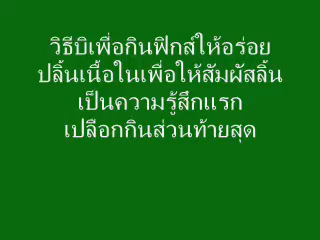 วิธีบิเพื่อกินฟิกส์ให้อร่อย
ปลิ้นเนื้อในเพื่อให้สัมผัสลิ้น
เป็นความรู้สึกแรก
เปลือกกินส่วนท้ายสุด